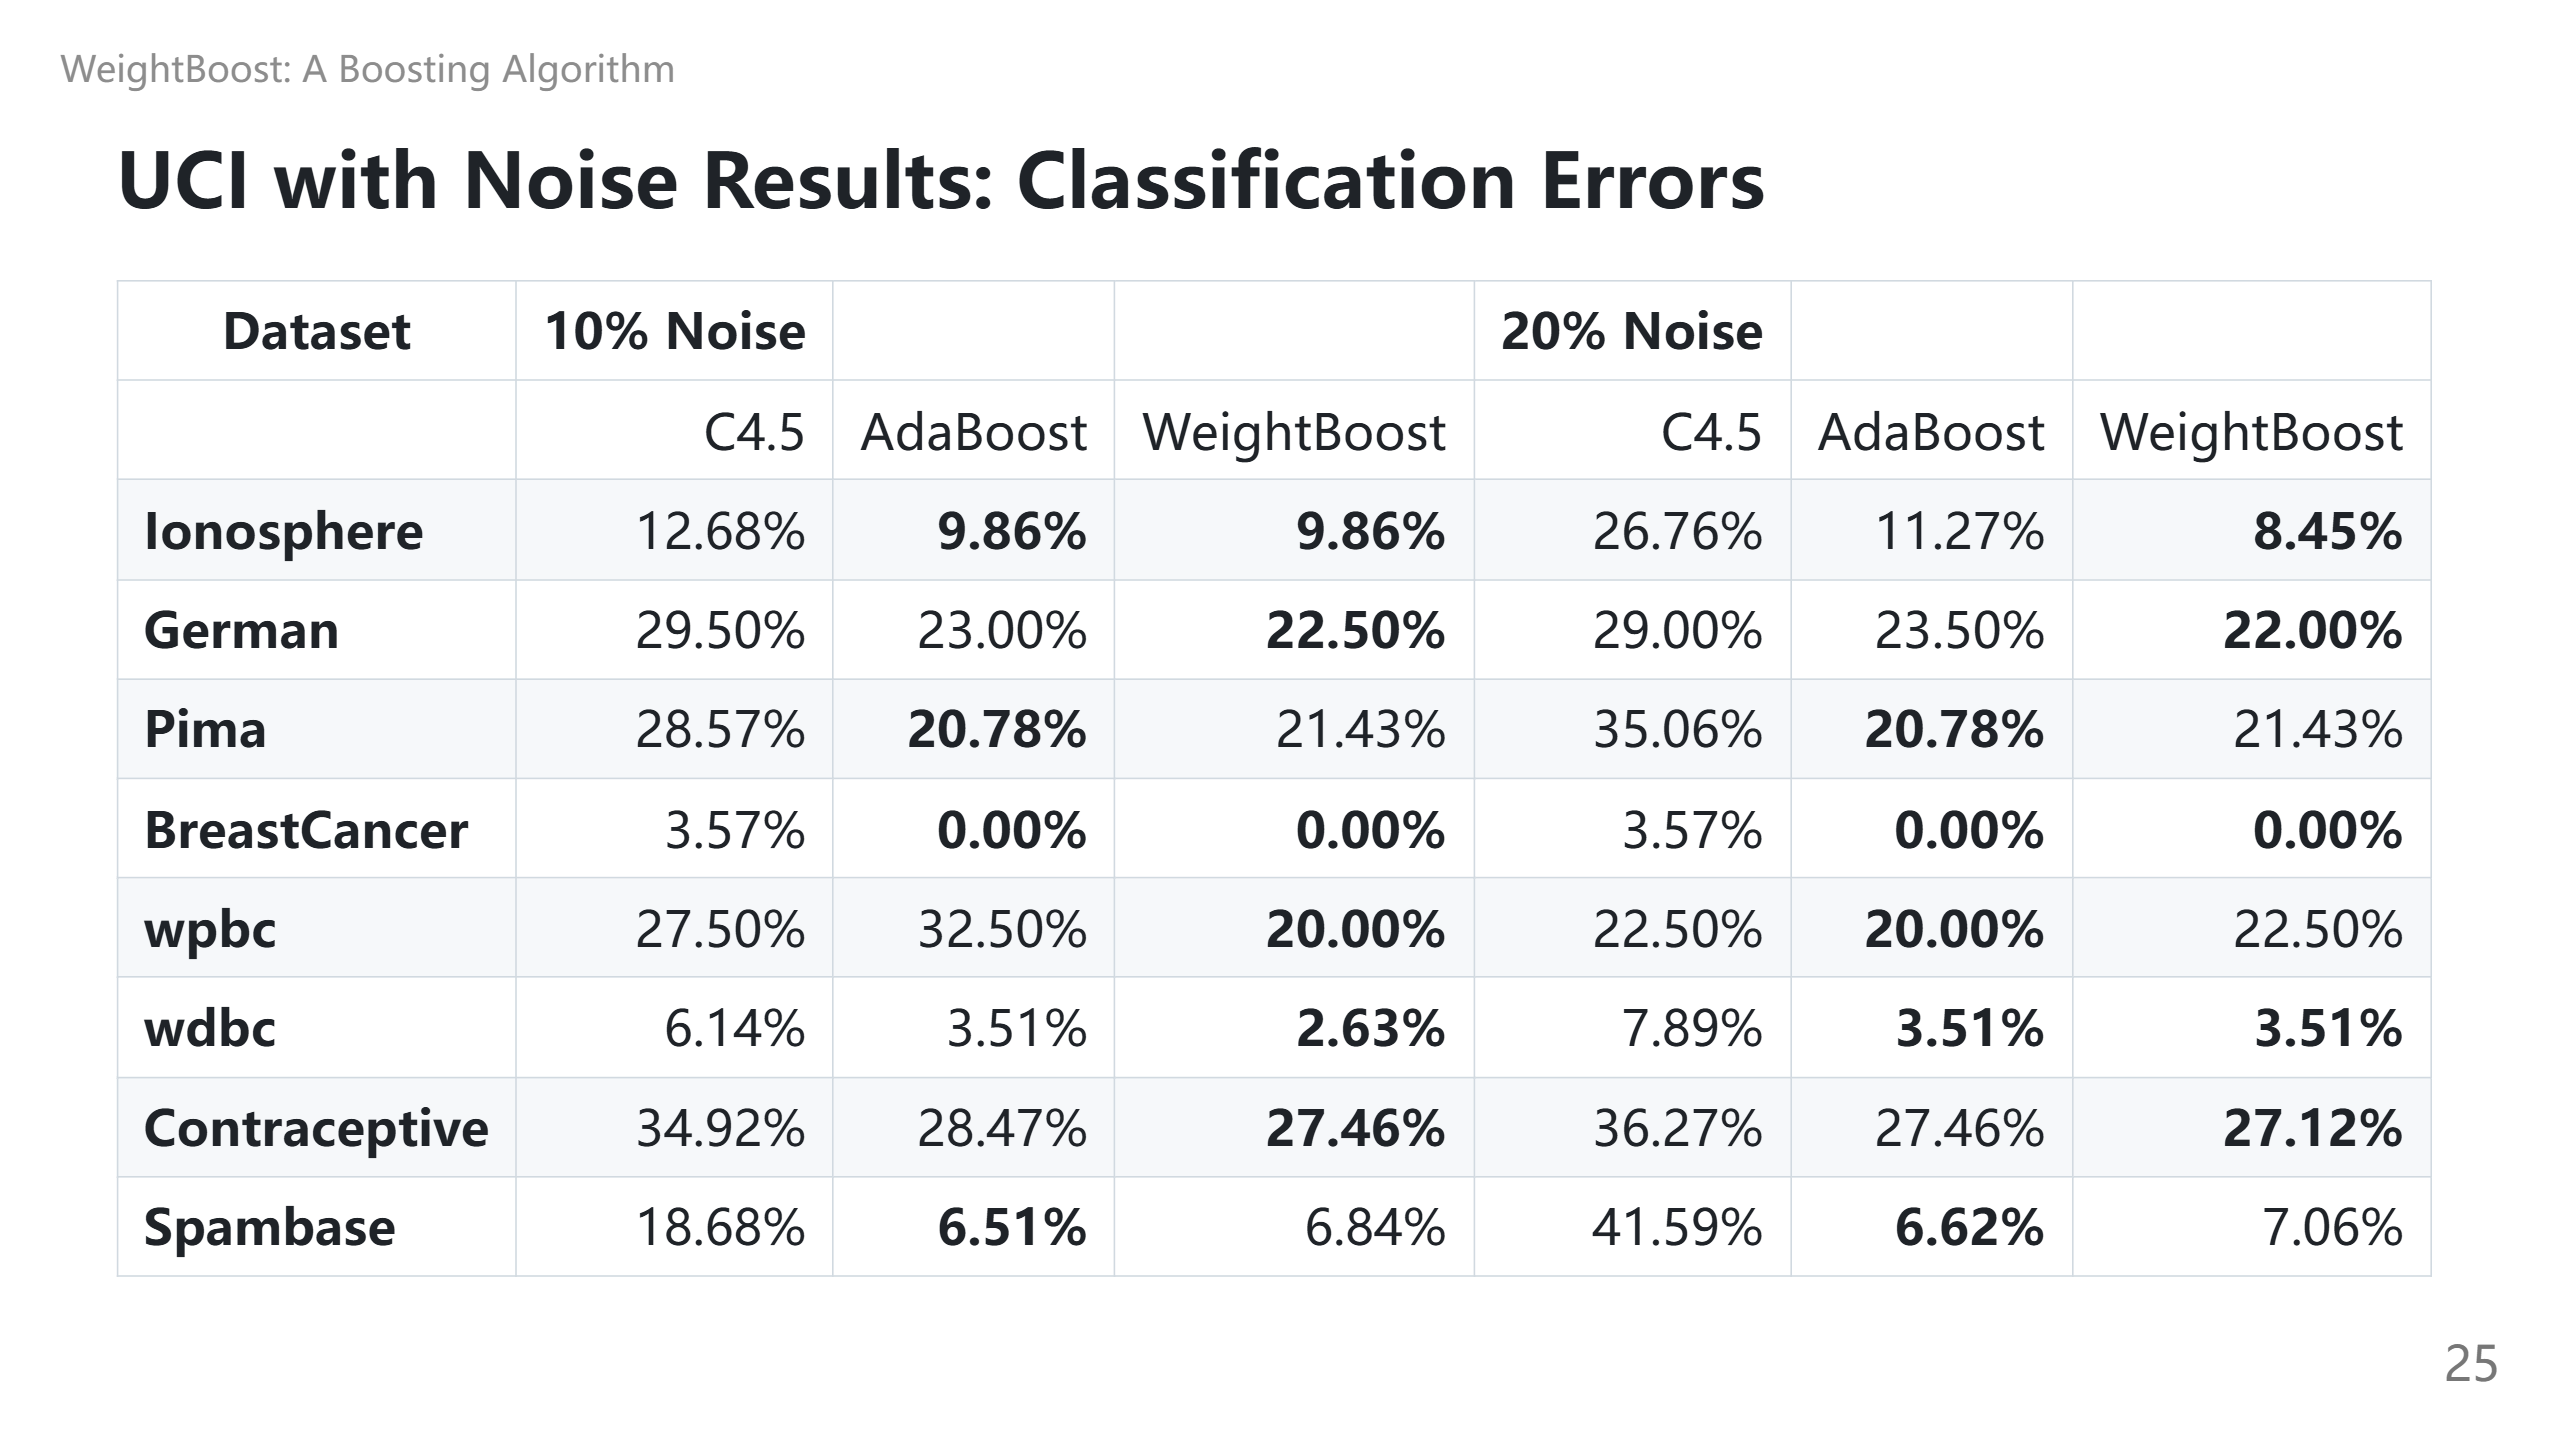 WeightBoost: A Boosting Algorithm
UCI with Noise Results: Classification Errors
Dataset 10% Noise 20% Noise
C4.5 AdaBoost WeightBoost C4.5 AdaBoost WeightBoost
Ionosphere 12.68% 9.86% 9.86% 26.76% 11.27% 8.45%
German 29.50% 23.00% 22.50% 29.00% 23.50% 22.00%
Pima 28.57% 20.78% 21.43% 35.06% 20.78% 21.43%
BreastCancer 3.57% 0.00% 0.00% 3.57% 0.00% 0.00%
wpbc 27.50% 32.50% 20.00% 22.50% 20.00% 22.50%
wdbc 6.14% 3.51% 2.63% 7.89% 3.51% 3.51%
Contraceptive 34.92% 28.47% 27.46% 36.27% 27.46% 27.12%
Spambase 18.68% 6.51% 6.84% 41.59% 6.62% 7.06%
25